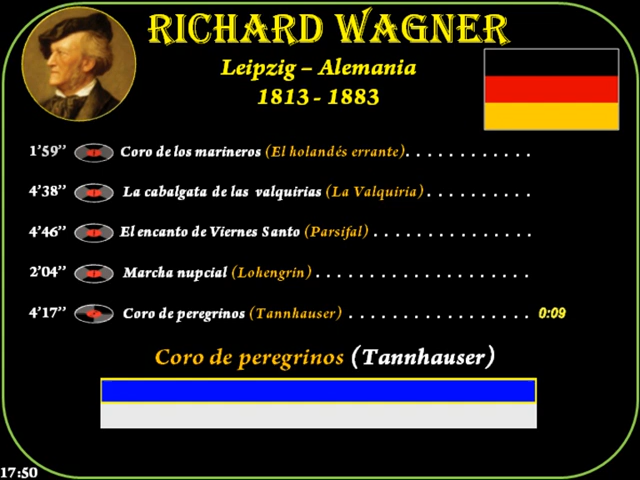 RICHARD WAGNER
Leipzig – Alemania
1813 - 1883
1’59’’ Coro de los marineros (El holandés errante). . . . . . . . . . . .
4’38’’ La cabalgata de las valquirias (La Valquiria) . . . . . . . . . .
4’46’’ El encanto de Viernes Santo (Parsifal) . . . . . . . . . . . . . . .
2’04’’ Marcha nupcial (Lohengrin) . . . . . . . . . . . . . . . . . . . .
4’17’’ Coro de peregrinos (Tannhauser) . . . . . . . . . . . . . . . . . 0:09
Coro de peregrinos (Tannhauser)
17:50